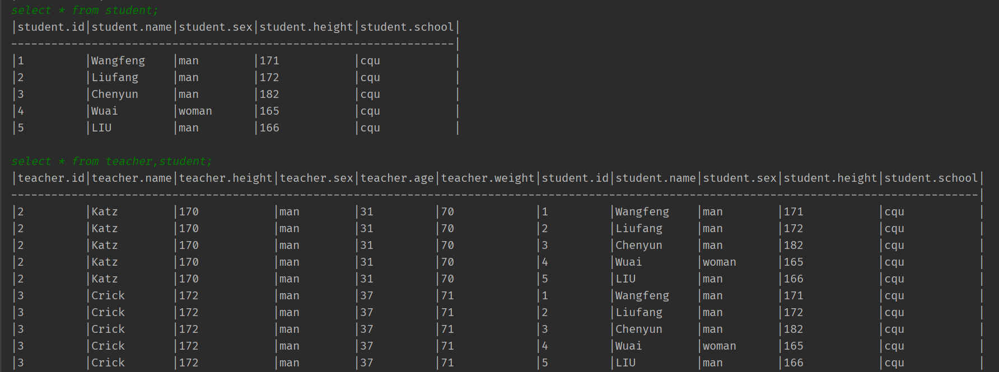 select * from student;
|student.id|student.name|student.sex|student.height|student.school|
------------------------------------------------------------------|
|1         |Wangfeng    |man        |171           |cqu           |
|2         |Liufang     |man        |172           |cqu           |
|3         |Chenyun     |man        |182           |cqu           |
|4         |Wuai        |woman      |165           |cqu           |
|5         |LIU         |man        |166           |cqu           |
select * from teacher,student;
|teacher.id|teacher.name|teacher.height|teacher.sex|teacher.age|teacher.weight|student.id|student.name|student.sex|student.height|student.school|
------------------------------------------------------------------------------------------------------------------------------------------------|
|2         |Katz        |170           |man        |31         |70            |1         |Wangfeng    |man        |171           |cqu           |
|2         |Katz        |170           |man        |31         |70            |2         |Liufang     |man        |172           |cqu           |
|2         |Katz        |170           |man        |31         |70            |3         |Chenyun     |man        |182           |cqu           |
|2         |Katz        |170           |man        |31         |70            |4         |Wuai        |woman      |165           |cqu           |
|2         |Katz        |170           |man        |31         |70            |5         |LIU         |man        |166           |cqu           |
|3         |Crick       |172           |man        |37         |71            |1         |Wangfeng    |man        |171           |cqu           |
|3         |Crick       |172           |man        |37         |71            |2         |Liufang     |man        |172           |cqu           |
|3         |Crick       |172           |man        |37         |71            |3         |Chenyun     |man        |182           |cqu           |
|3         |Crick       |172           |man        |37         |71            |4         |Wuai        |woman      |165           |cqu           |
|3         |Crick       |172           |man        |37         |71            |5         |LIU         |man        |166           |cqu           |